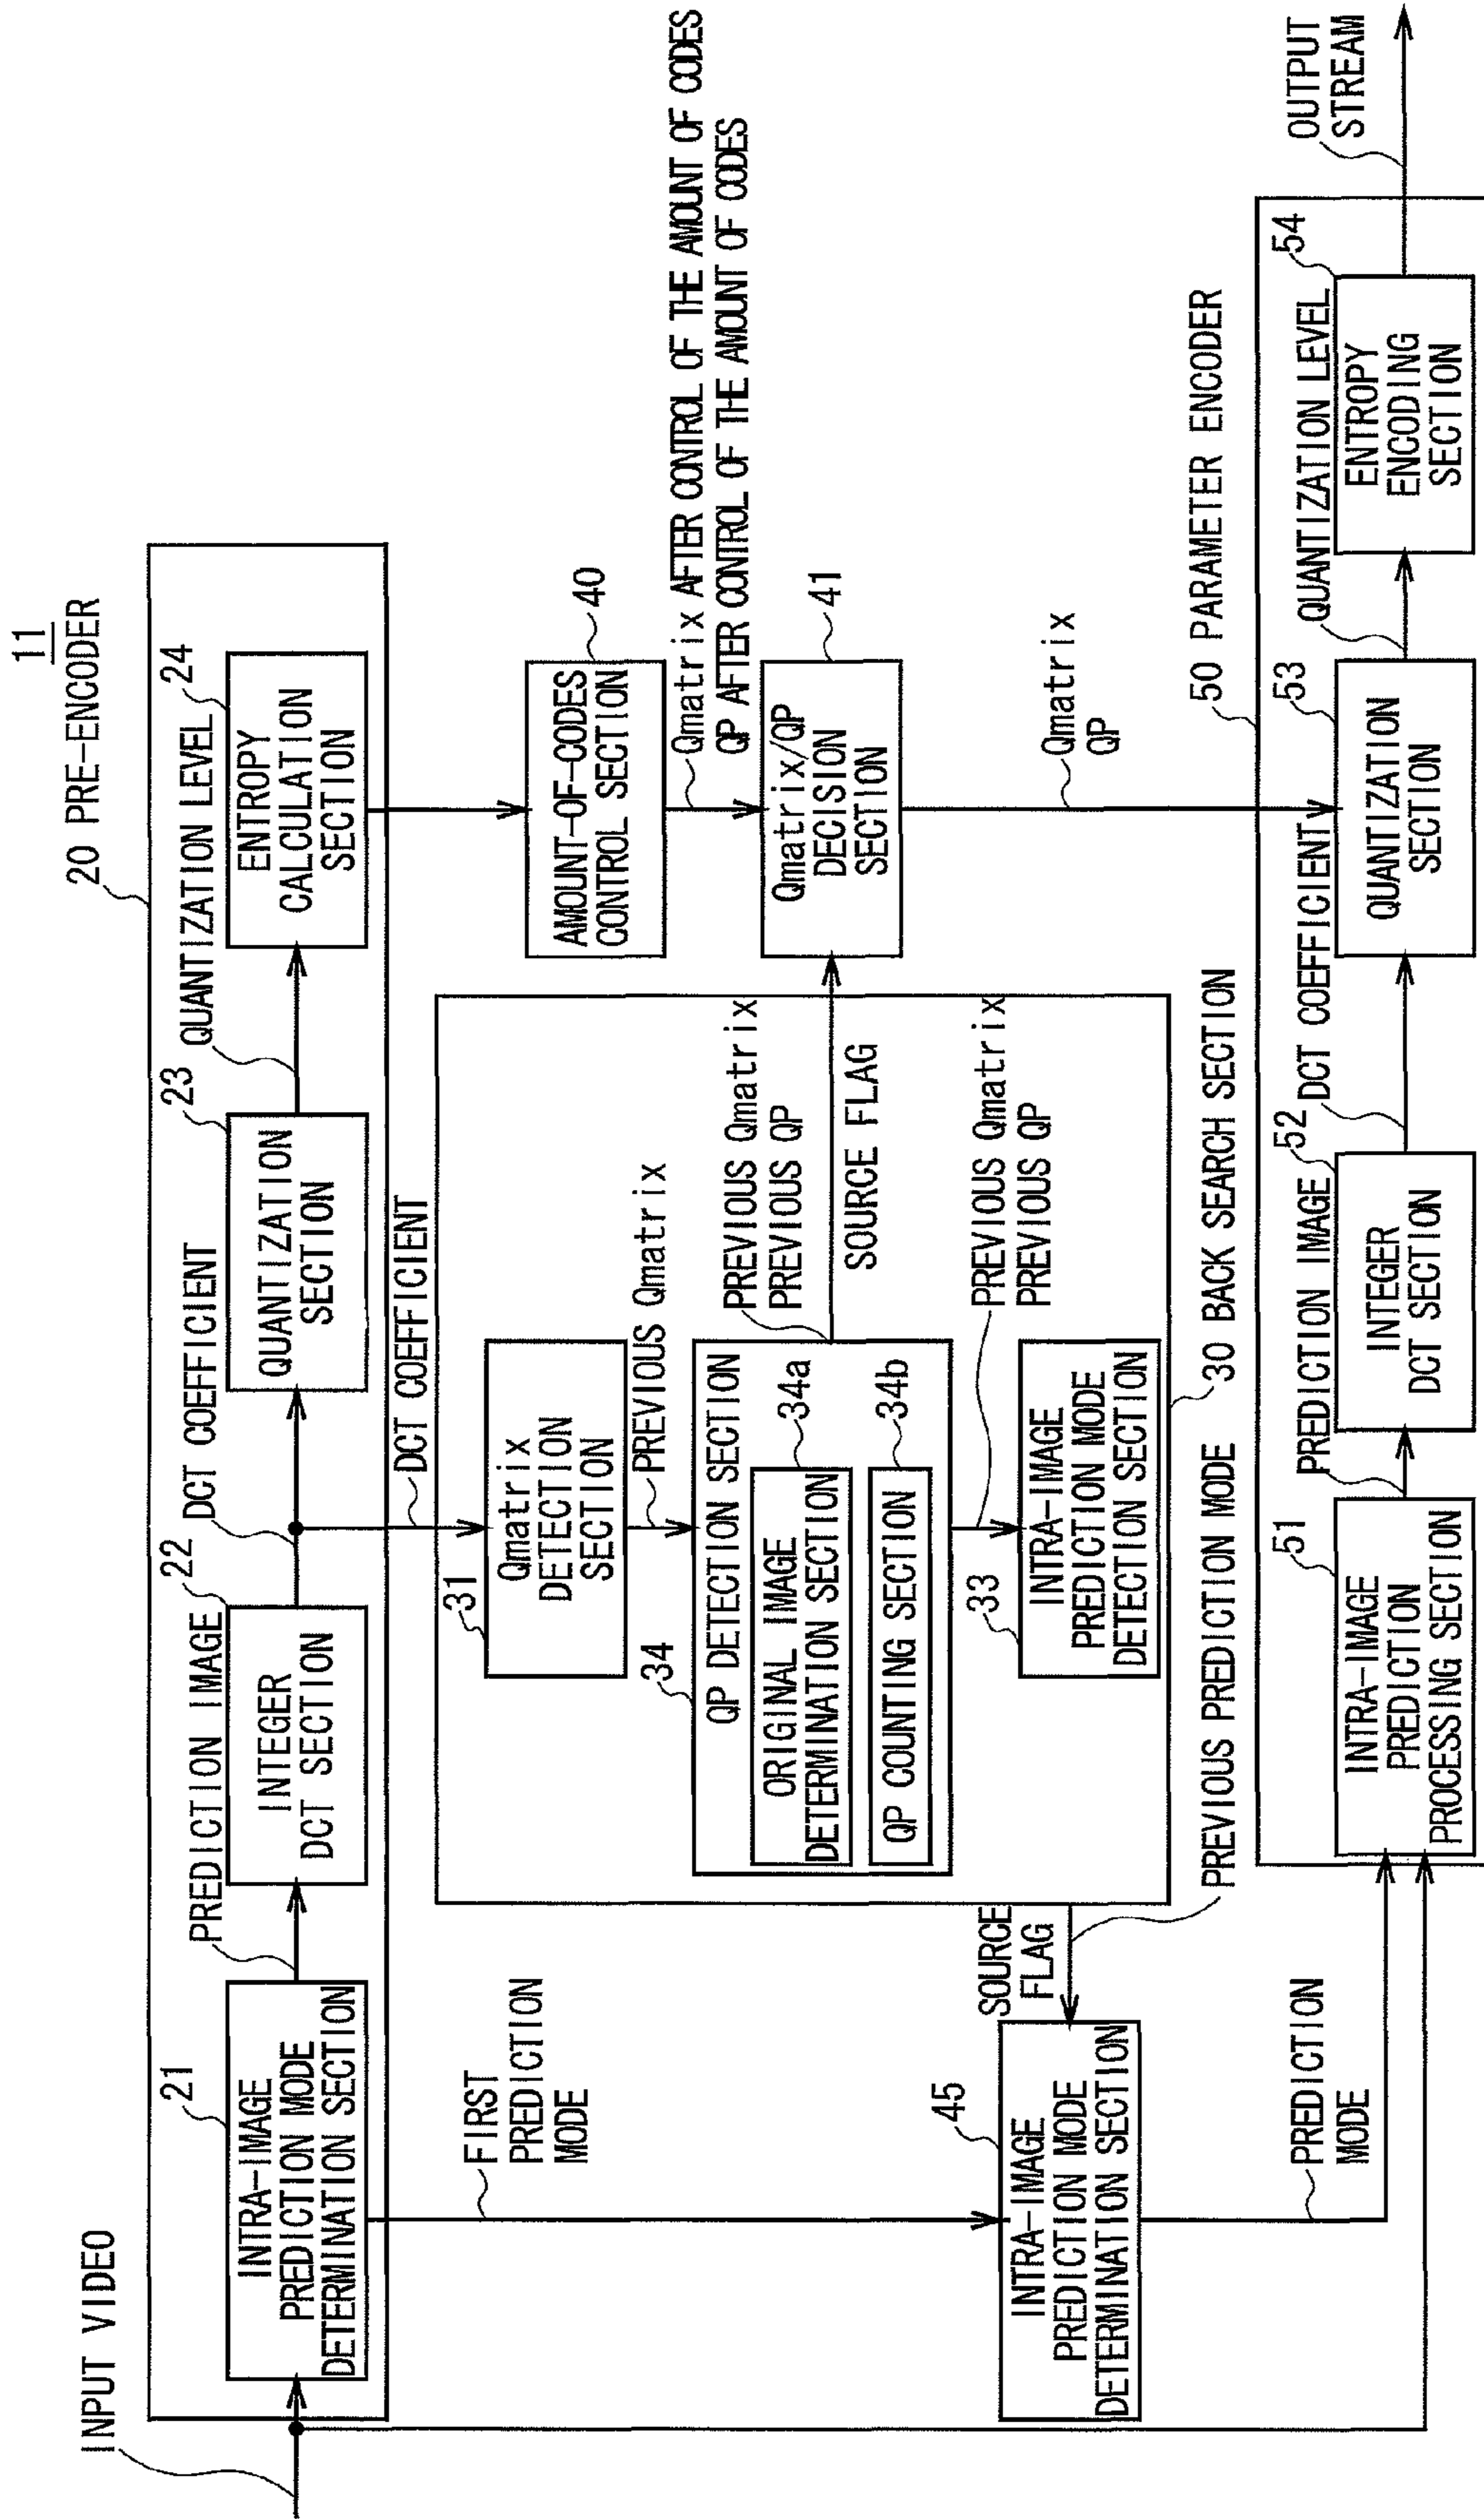 11
20 PRE-ENCODER
INPUT VIDEO
21
INTRA-IMAGE
PREDICTION MODE
DETERMINATION SECTION
PREDICTION IMAGE
22
INTEGER
DCT SECTION
DCT COEFFICIENT
23
QUANTIZATION
SECTION
QUANTIZATION LEVEL
24
ENTROPY
CALCULATION
SECTION
FIRST
PREDICTION
MODE
DCT COEFFICIENT
31
Qmatrix
DETECTION
SECTION
PREVIOUS Qmatrix
34
QP DETECTION SECTION
ORIGINAL IMAGE
DETERMINATION SECTION
34a
QP COUNTING SECTION
34b
PREVIOUS Qmatrix
PREVIOUS QP
SOURCE FLAG
PREVIOUS Qmatrix
PREVIOUS QP
33
INTRA-IMAGE
PREDICTION MODE
DETECTION SECTION
30 BACK SEARCH SECTION
40
AMOUNT-OF-CODES
CONTROL SECTION
Qmatrix AFTER CONTROL OF THE AMOUNT OF CODES
QP AFTER CONTROL OF THE AMOUNT OF CODES
41
Qmatrix/QP
DECISION
SECTION
Qmatrix
QP
SOURCE
FLAG
PREVIOUS PREDICTION MODE
45
INTRA-IMAGE
PREDICTION MODE
DETERMINATION SECTION
PREDICTION
MODE
50 PARAMETER ENCODER
51
INTRA-IMAGE
PREDICTION
PROCESSING SECTION
PREDICTION IMAGE
52
INTEGER
DCT SECTION
DCT COEFFICIENT
53
QUANTIZATION
SECTION
QUANTIZATION LEVEL
54
ENTROPY
ENCODING
SECTION
OUTPUT
STREAM